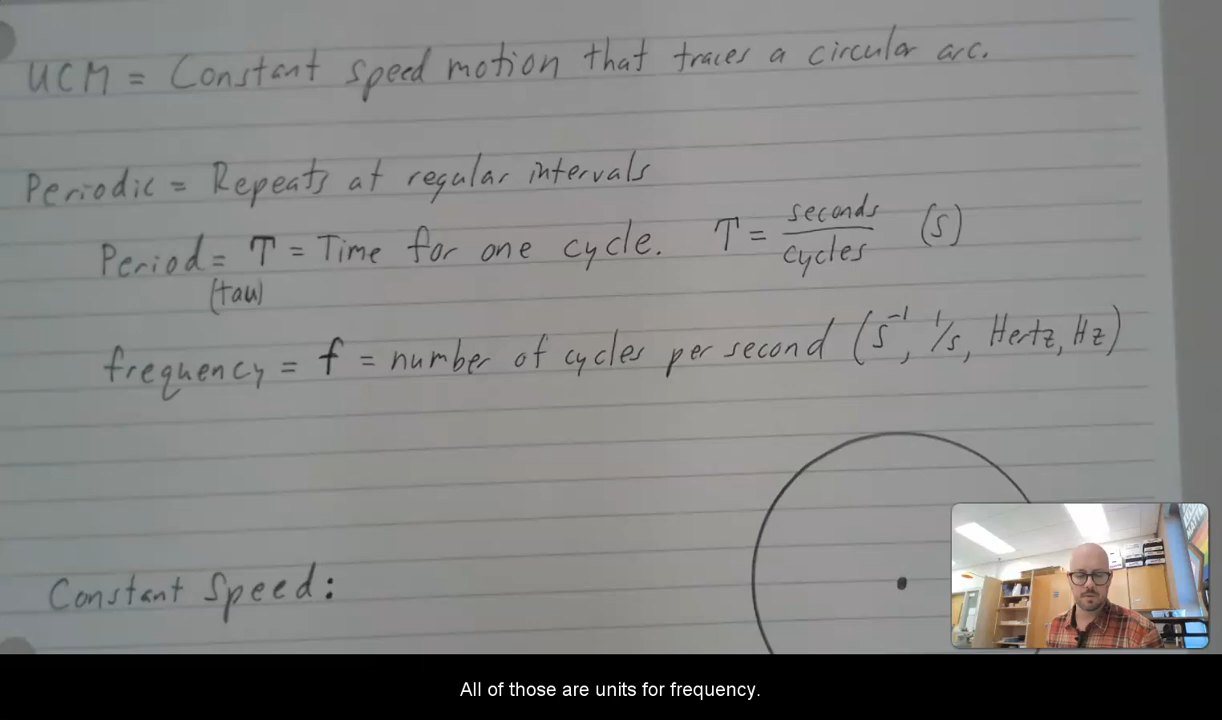 UCM = Constant speed motion that traces a circular arc.
Periodic = Repeats at regular intervals
Period = T = Time for one cycle. T = seconds/cycles (s)
(tau)
frequency = f = number of cycles per second (s⁻¹, 1/s, Hertz, Hz)
Constant Speed:
All of those are units for frequency.